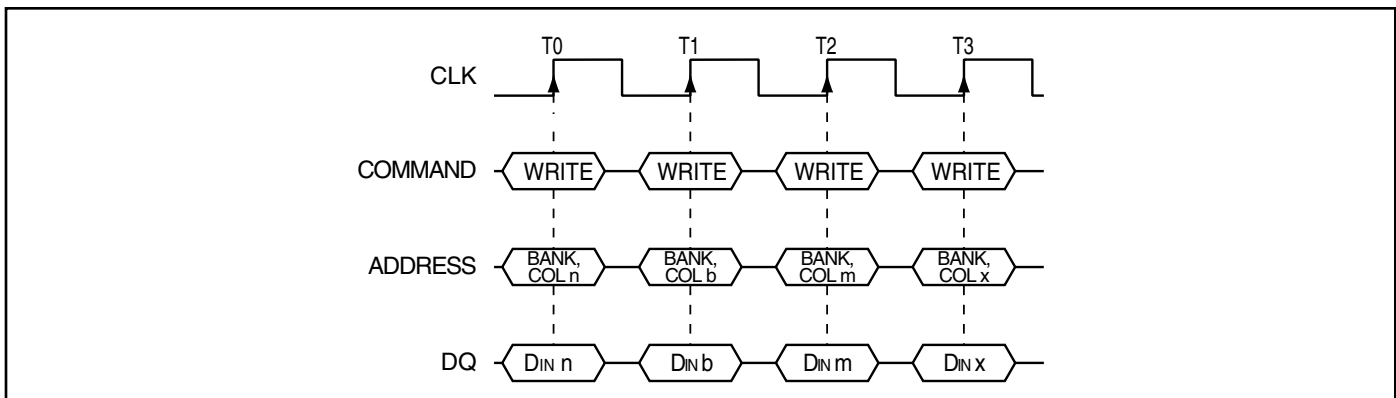 T0 T1 T2 T3
CLK
COMMAND WRITE WRITE WRITE WRITE
ADDRESS BANK, COL n BANK, COL b BANK, COL m BANK, COL x
DQ DIN n DIN b DIN m DIN x